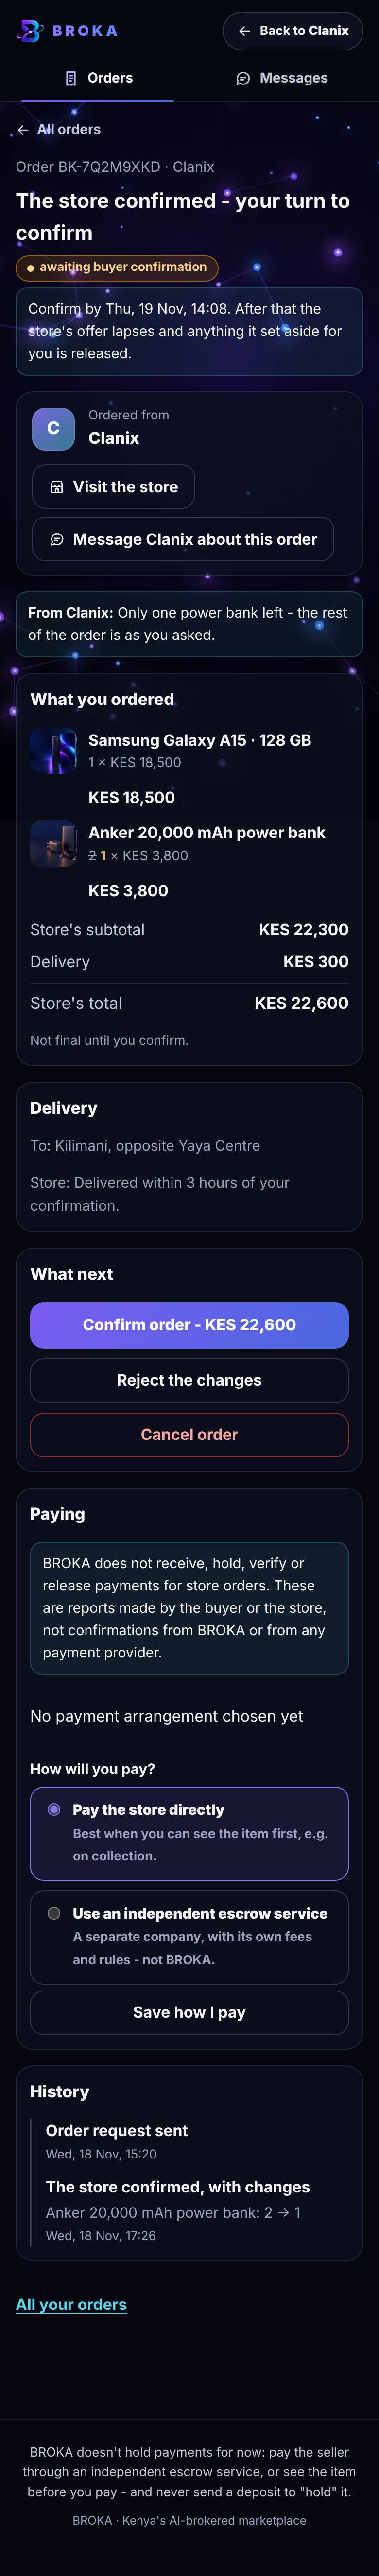 BROKA
Back to Clanix
Orders
Messages
All orders
Order BK-7Q2M9XKD · Clanix
The store confirmed - your turn to
confirm
awaiting buyer confirmation
Confirm by Thu, 19 Nov, 14:08. After that the
store's offer lapses and anything it set aside for
you is released.
C
Ordered from
Clanix
Visit the store
Message Clanix about this order
From Clanix: Only one power bank left - the rest
of the order is as you asked.
What you ordered
Samsung Galaxy A15 · 128 GB
1 × KES 18,500
KES 18,500
Anker 20,000 mAh power bank
2 1 × KES 3,800
KES 3,800
Store's subtotal KES 22,300
Delivery KES 300
Store's total KES 22,600
Not final until you confirm.
Delivery
To: Kilimani, opposite Yaya Centre
Store: Delivered within 3 hours of your
confirmation.
What next
Confirm order - KES 22,600
Reject the changes
Cancel order
Paying
BROKA does not receive, hold, verify or
release payments for store orders. These
are reports made by the buyer or the store,
not confirmations from BROKA or from any
payment provider.
No payment arrangement chosen yet
How will you pay?
Pay the store directly
Best when you can see the item first, e.g.
on collection.
Use an independent escrow service
A separate company, with its own fees
and rules - not BROKA.
Save how I pay
History
Order request sent
Wed, 18 Nov, 15:20
The store confirmed, with changes
Anker 20,000 mAh power bank: 2 → 1
Wed, 18 Nov, 17:26
All your orders
BROKA doesn't hold payments for now: pay the seller
through an independent escrow service, or see the item
before you pay - and never send a deposit to "hold" it.
BROKA · Kenya's AI-brokered marketplace